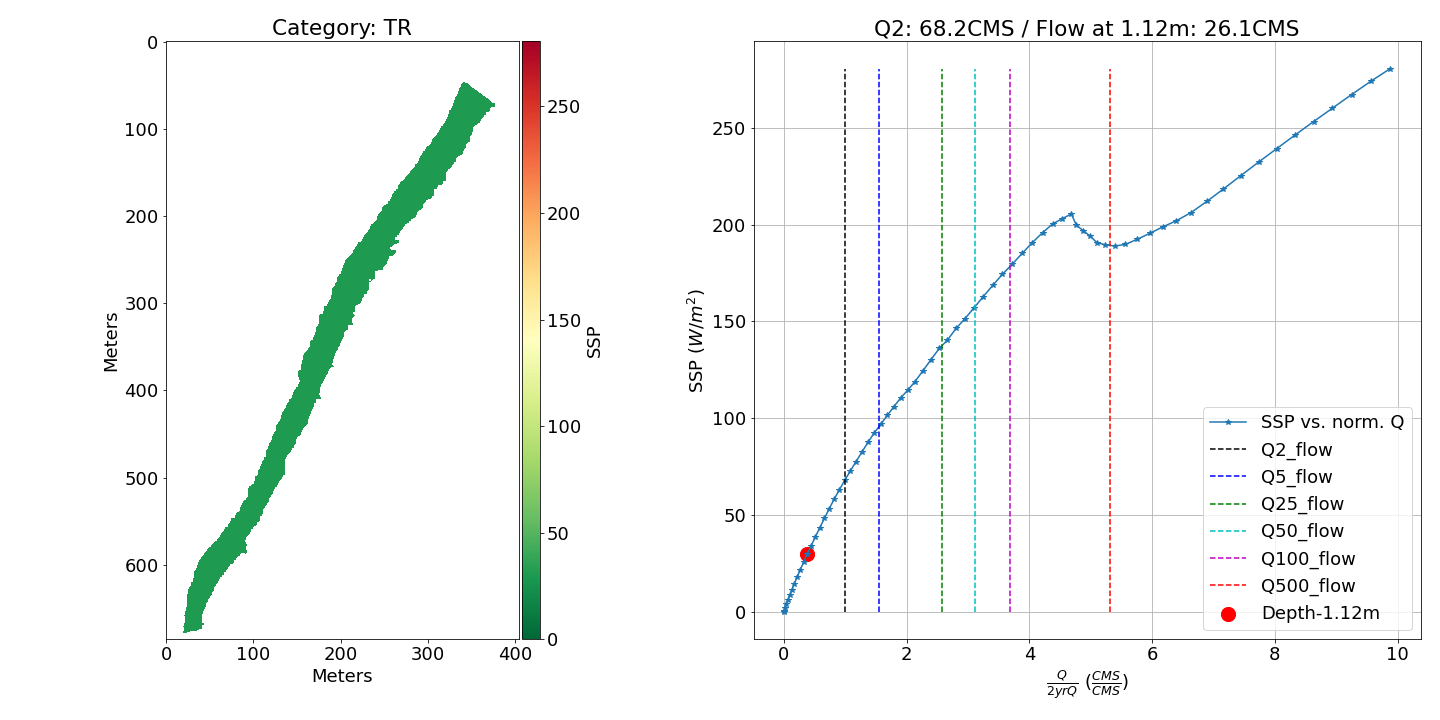 Category: TR
0
100
200
300
400
500
600
Meters
0
100
200
300
400
Meters
250
200
150
100
50
0
SSP
Q2: 68.2CMS / Flow at 1.12m: 26.1CMS
250
200
150
100
50
0
SSP (W/m²)
0
2
4
6
8
10
Q/2yrQ (CMS/CMS)
SSP vs. norm. Q
Q2_flow
Q5_flow
Q25_flow
Q50_flow
Q100_flow
Q500_flow
Depth-1.12m